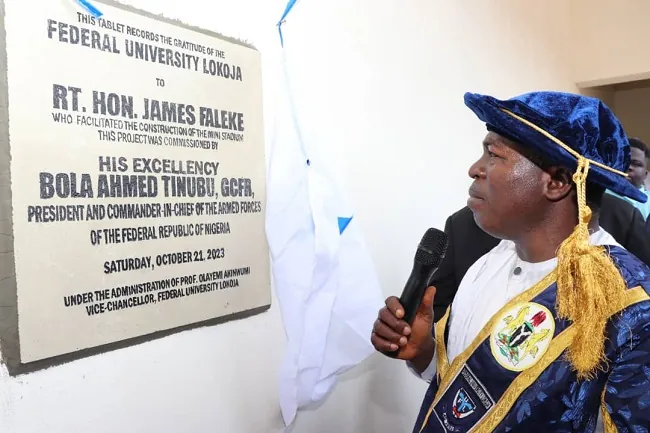 THIS TABLET RECORDS THE GRATITUDE OF THE
FEDERAL UNIVERSITY LOKOJA
TO
RT. HON. JAMES FALEKE
WHO FACILITATED THE CONSTRUCTION OF THE MINI STADIUM
THIS PROJECT WAS COMMISSIONED BY
HIS EXCELLENCY
BOLA AHMED TINUBU, GCFR,
PRESIDENT AND COMMANDER-IN-CHIEF OF THE ARMED FORCES
OF THE FEDERAL REPUBLIC OF NIGERIA
SATURDAY, OCTOBER 21, 2023
UNDER THE ADMINISTRATION OF PROF. OLAYEMI AKINWUMI
VICE-CHANCELLOR, FEDERAL UNIVERSITY LOKOJA